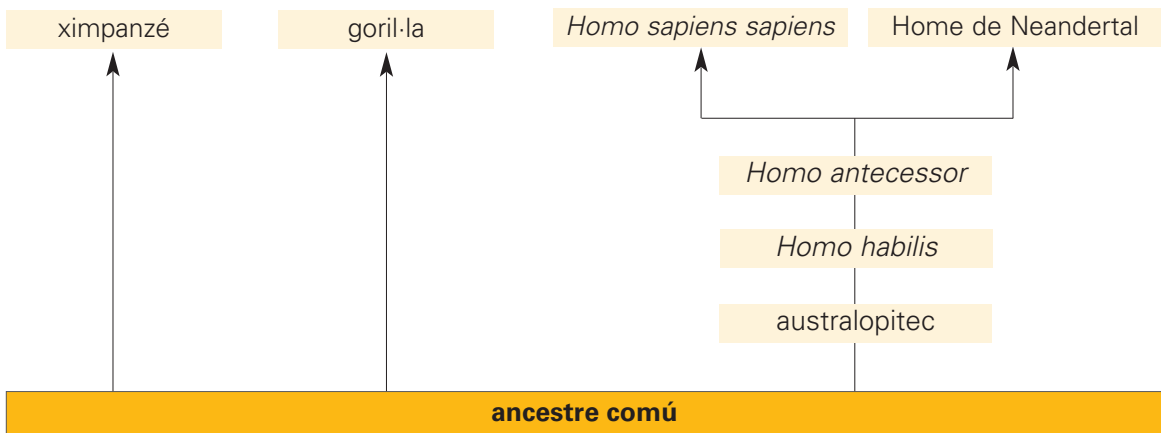 ximpanzé
goril·la
Homo sapiens sapiens
Home de Neandertal
Homo antecessor
Homo habilis
australopitec
ancestre comú